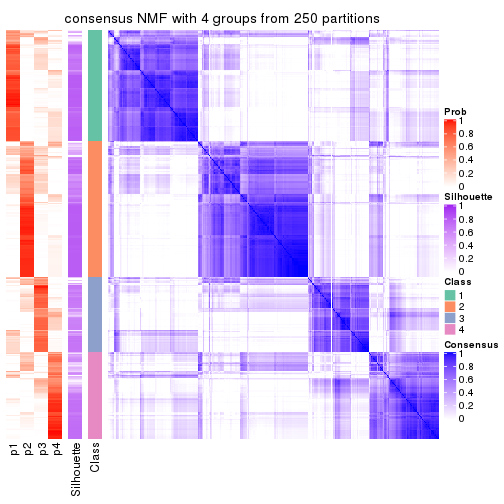 consensus NMF with 4 groups from 250 partitions
Prob
1
0.8
0.6
0.4
0.2
0
Silhouette
1
0.8
0.6
0.4
0.2
0
Class
1
2
3
4
Consensus
1
0.8
0.6
0.4
0.2
0
p1
p2
p3
p4
Silhouette
Class